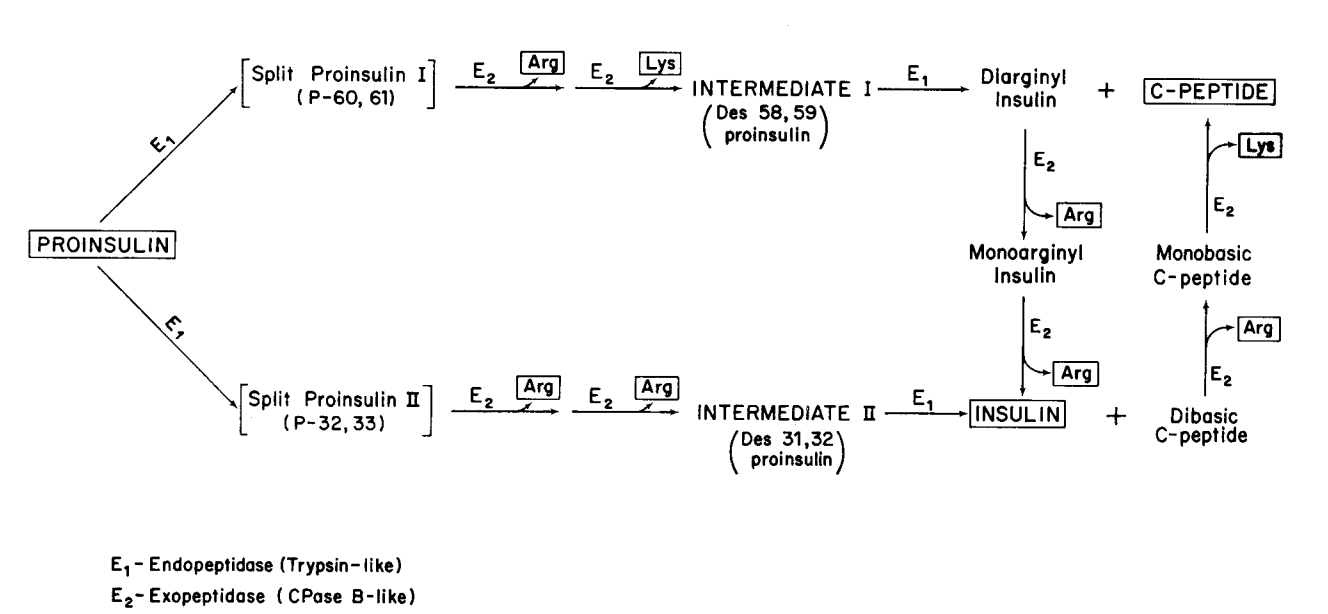 [Split Proinsulin I]
(P-60, 61)
E2
Arg
E2
Lys
INTERMEDIATE I
(Des 58, 59
proinsulin)
E1
Diarginyl
Insulin
+
C-PEPTIDE
E1
E2
Arg
Lys
E2
PROINSULIN
Monoarginyl
Insulin
Monobasic
C-peptide
E1
E2
Arg
Arg
E2
[Split Proinsulin II]
(P-32, 33)
E2
Arg
E2
Arg
INTERMEDIATE II
(Des 31,32
proinsulin)
E1
INSULIN
+
Dibasic
C-peptide
E1- Endopeptidase (Trypsin-like)
E2- Exopeptidase (CPase B-like)